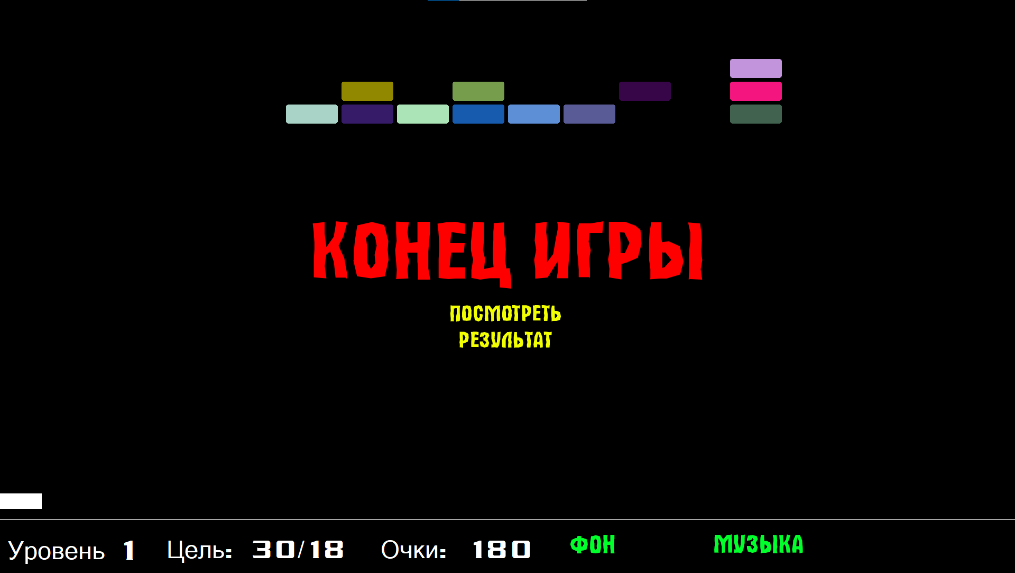 КОНЕЦ ИГРЫ
ПОСМОТРЕТЬ
РЕЗУЛЬТАТ
Уровень 1 Цель: 30/18 Очки: 180 ФОН МУЗЫКА